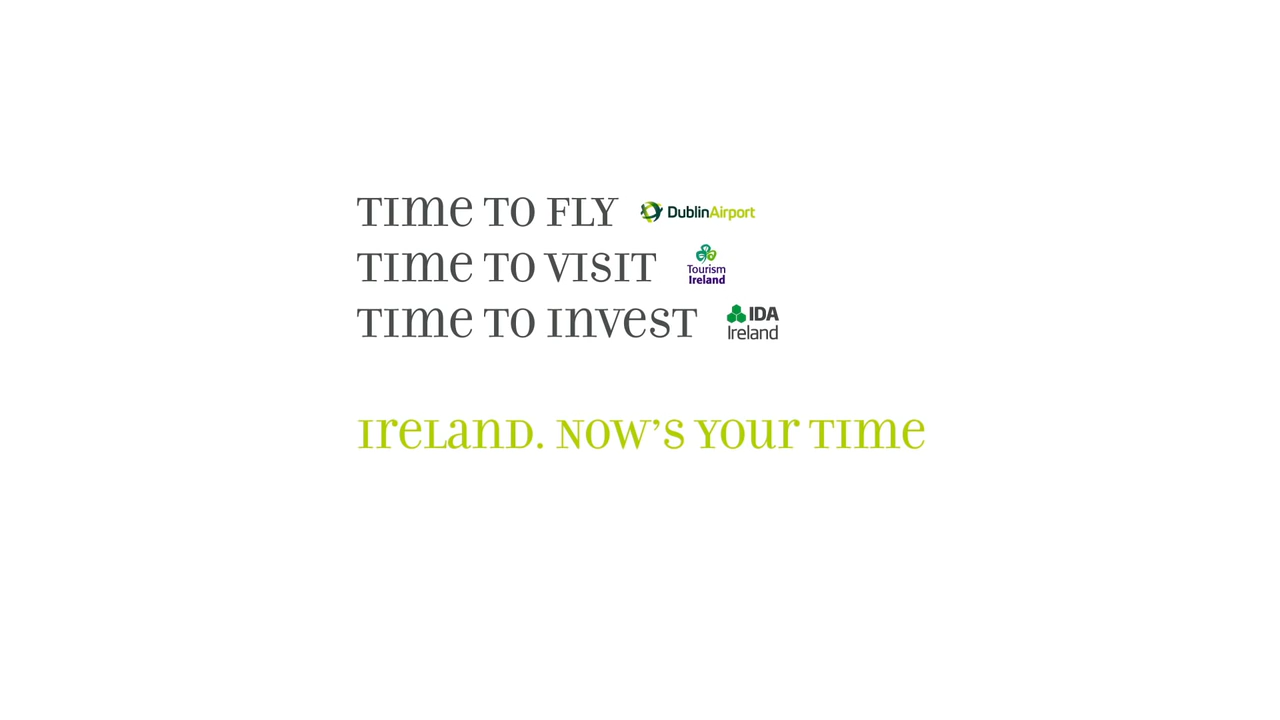 TIme TO FLY DublinAirport
TIme TO VISIT Tourism Ireland
TIme TO InveST IDA Ireland
IreLanD. NOW'S YOur TIme